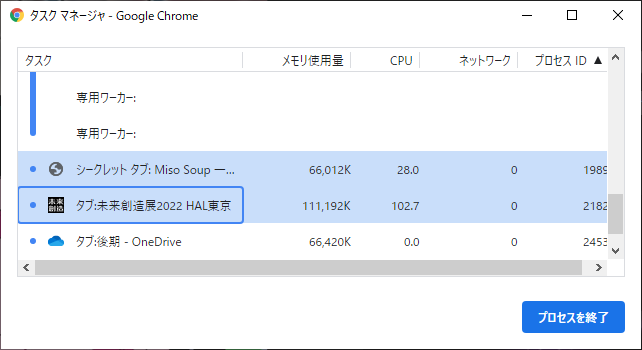 タスク マネージャ - Google Chrome
タスク メモリ使用量 CPU ネットワーク プロセス ID ▲
専用ワーカー:
専用ワーカー:
シークレット タブ: Miso Soup ー... 66,012K 28.0 0 1989
未来創造 タブ:未来創造展2022 HAL東京 111,192K 102.7 0 2182
タブ:後期 - OneDrive 66,420K 0.0 0 2453
プロセスを終了